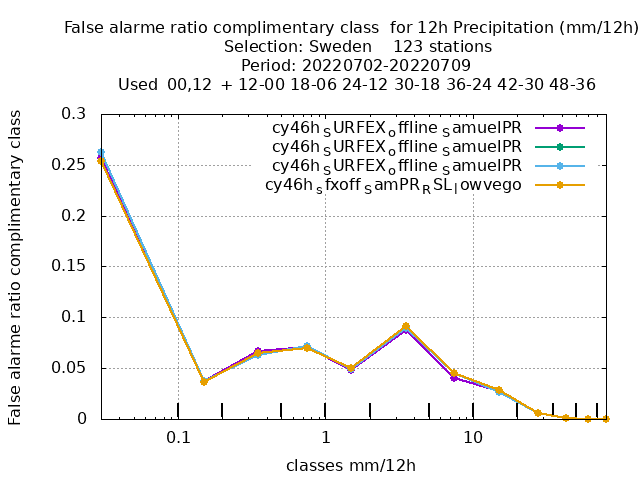 False alarme ratio complimentary class  for 12h Precipitation (mm/12h)
Selection: Sweden    123 stations
Period: 20220702-20220709
Used  00,12  + 12-00 18-06 24-12 30-18 36-24 42-30 48-36
False alarme ratio complimentary class
0.3
0.25
0.2
0.15
0.1
0.05
0
cy46h_SURFEX_offline_SamuelPR
cy46h_SURFEX_offline_SamuelPR
cy46h_SURFEX_offline_SamuelPR
cy46h_sfxoff_SamPR_RSL_lowvego
0.1 1 10
classes mm/12h